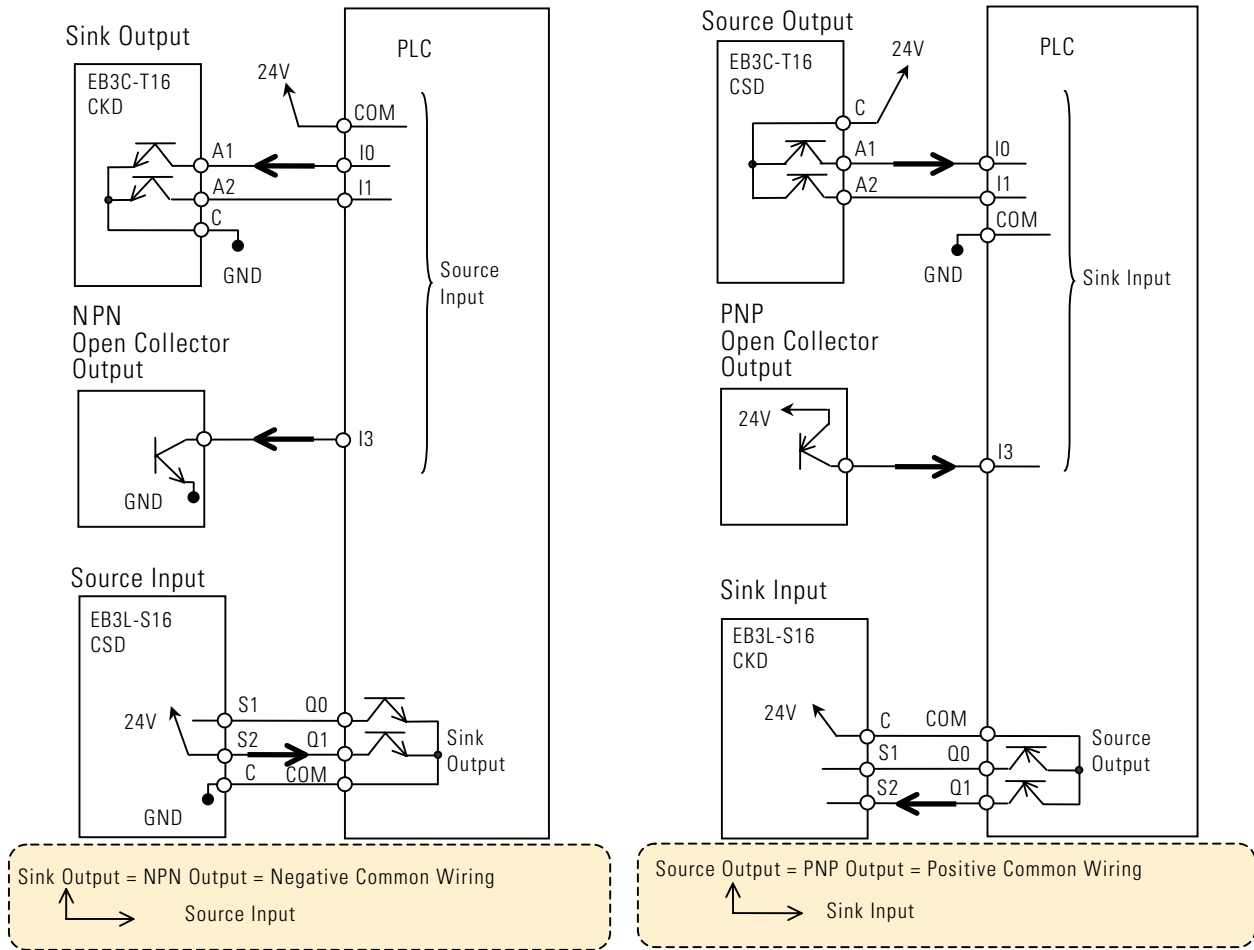 Sink Output
EB3C-T16
CKD
24V
PLC
COM
A1
I0
A2
I1
C
GND
Source
Input
NPN
Open Collector
Output
I3
GND
Source Input
EB3L-S16
CSD
24V
S1
Q0
S2
Q1
C
COM
GND
Sink
Output
Sink Output = NPN Output = Negative Common Wiring
Source Input
Source Output
EB3C-T16
CSD
24V
PLC
C
A1
I0
A2
I1
COM
GND
Sink Input
PNP
Open Collector
Output
24V
I3
Sink Input
EB3L-S16
CKD
24V
C
COM
S1
Q0
S2
Q1
Source
Output
Source Output = PNP Output = Positive Common Wiring
Sink Input